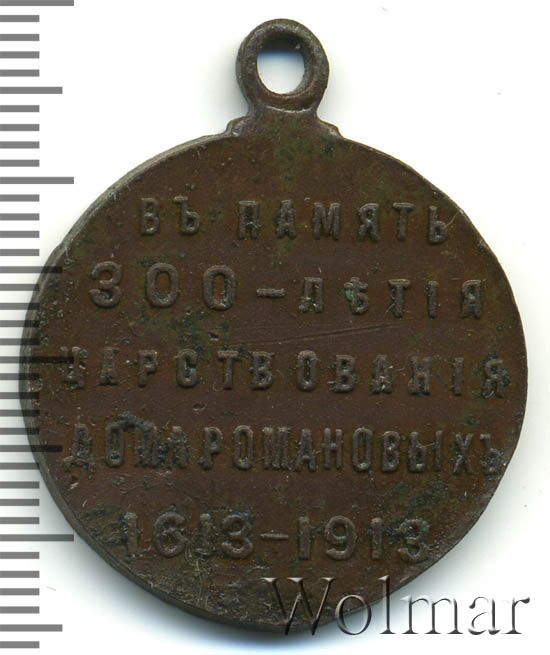 ВЪ ПАМЯТЬ
300-ЛѢТІЯ
ЦАРСТВОВАНІЯ
ДОМА РОМАНОВЫХЪ
1613-1913
Wolmar